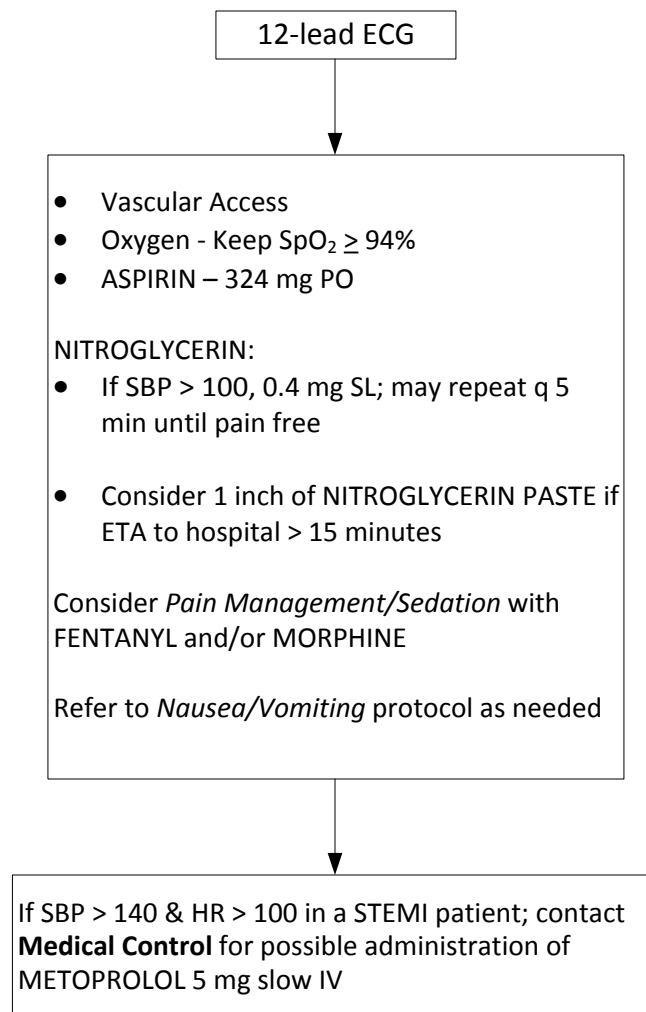 12-lead ECG
• Vascular Access
• Oxygen - Keep SpO₂ ≥ 94%
• ASPIRIN – 324 mg PO
NITROGLYCERIN:
• If SBP > 100, 0.4 mg SL; may repeat q 5
min until pain free
• Consider 1 inch of NITROGLYCERIN PASTE if
ETA to hospital > 15 minutes
Consider Pain Management/Sedation with
FENTANYL and/or MORPHINE
Refer to Nausea/Vomiting protocol as needed
If SBP > 140 & HR > 100 in a STEMI patient; contact
Medical Control for possible administration of
METOPROLOL 5 mg slow IV